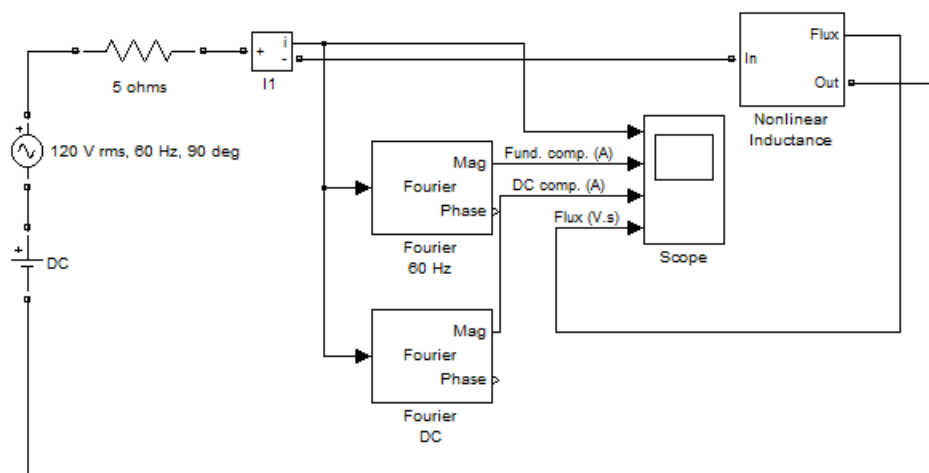 +
i
-
I1
5 ohms
In
Flux
Out
Nonlinear
Inductance
+
120 V rms, 60 Hz, 90 deg
Mag
Fourier
Phase
Fourier
60 Hz
Fund. comp. (A)
DC comp. (A)
Flux (V.s)
Scope
+
DC
Mag
Fourier
Phase
Fourier
DC